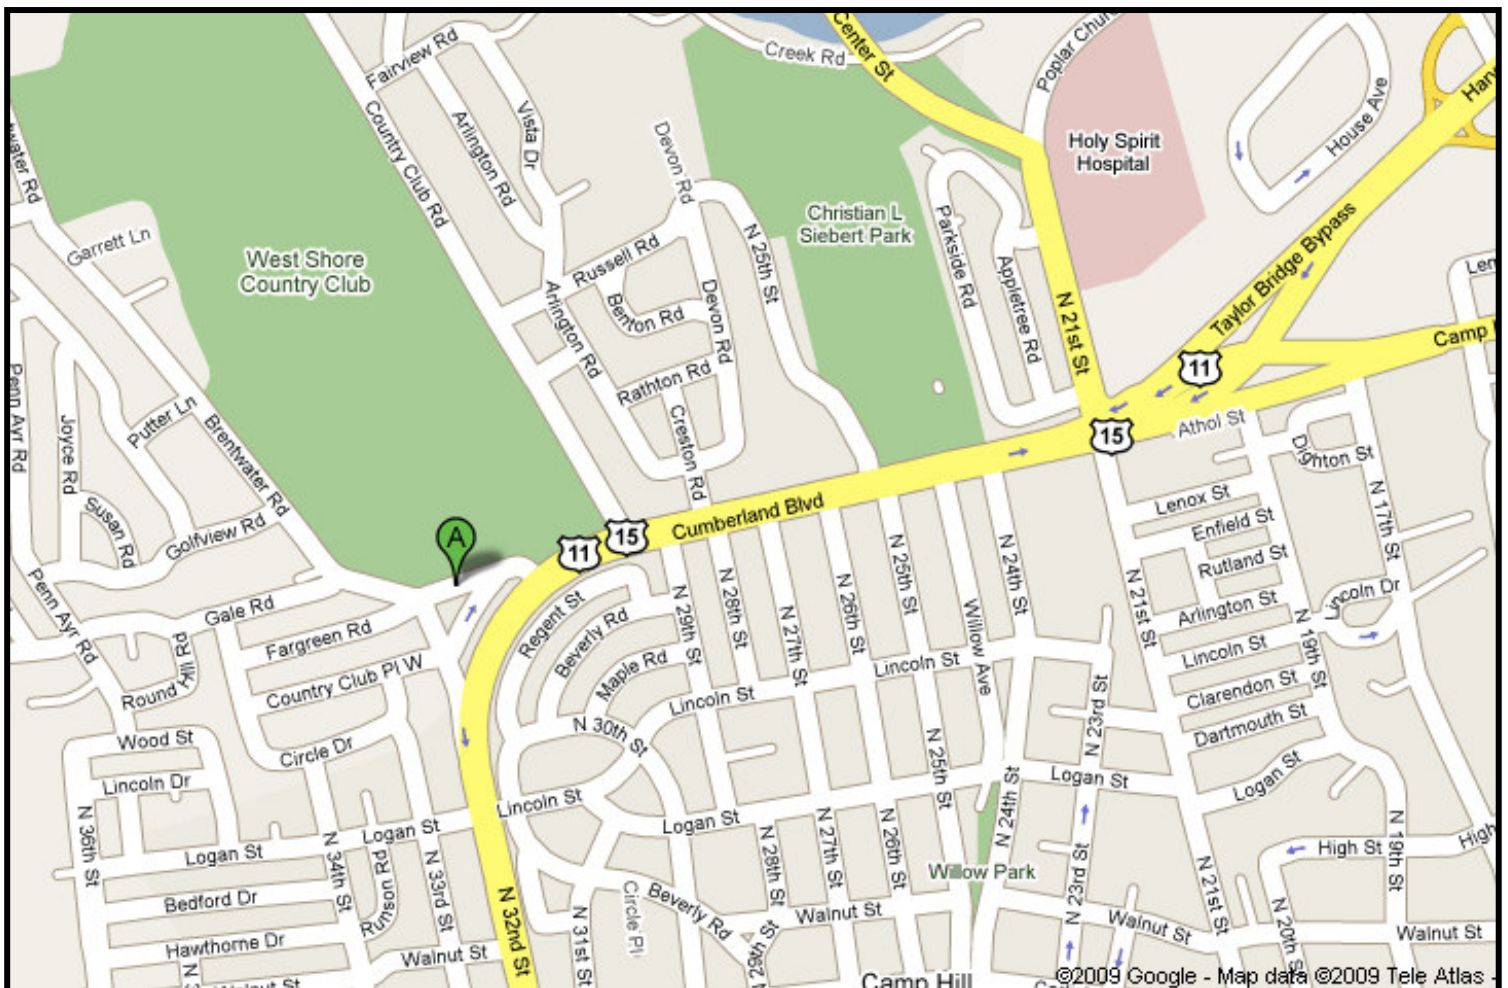 Center St
Creek Rd
Fairview Rd
Vista Dr
Arlington Rd
Country Club Rd
Devon Rd
Holy Spirit
Hospital
House Ave
Christian L
Siebert Park
Parkside Rd
Appletree Rd
N 21st St
Taylor Bridge Bypass
Garrett Ln
West Shore
Country Club
Russell Rd
Benton Rd
N 25th St
Devon Rd
Arlington Rd
Rathton Rd
Creston Rd
11
15
Athol St
Penn Ayr Rd
Joyce Rd
Putter Ln
Brentwater Rd
Susan Rd
Golfview Rd
A
11
15
Cumberland Blvd
Dighton St
N 17th St
Lenox St
Enfield St
Rutland St
Arlington St
Lincoln Dr
Lincoln St
N 19th St
Clarendon St
Dartmouth St
Logan St
N 21st St
Penn Ayr Rd
Gale Rd
Fargreen Rd
Country Club Pl W
Round Hill Rd
Regent St
Beverly Rd
Maple Rd
N 29th St
N 28th St
N 27th St
N 26th St
N 25th St
N 24th St
Willow Ave
Lincoln St
Lincoln St
N 30th St
N 23rd St
Wood St
Lincoln Dr
Circle Dr
Lincoln St
Logan St
Logan St
Logan St
Logan St
N 25th St
N 24th St
N 36th St
N 34th St
Runson Rd
N 33rd St
N 32nd St
Bedford Dr
Hawthorne Dr
Walnut St
Walnut St
N 31st St
Circle Pl
Beverly Rd
N 28th St
N 27th St
N 26th St
Walnut St
Willow Park
N 23rd St
Walnut St
N 21st St
N 20th St
High St
High
N 19th St
Walnut St
Camp Hill
©2009 Google - Map data ©2009 Tele Atlas -